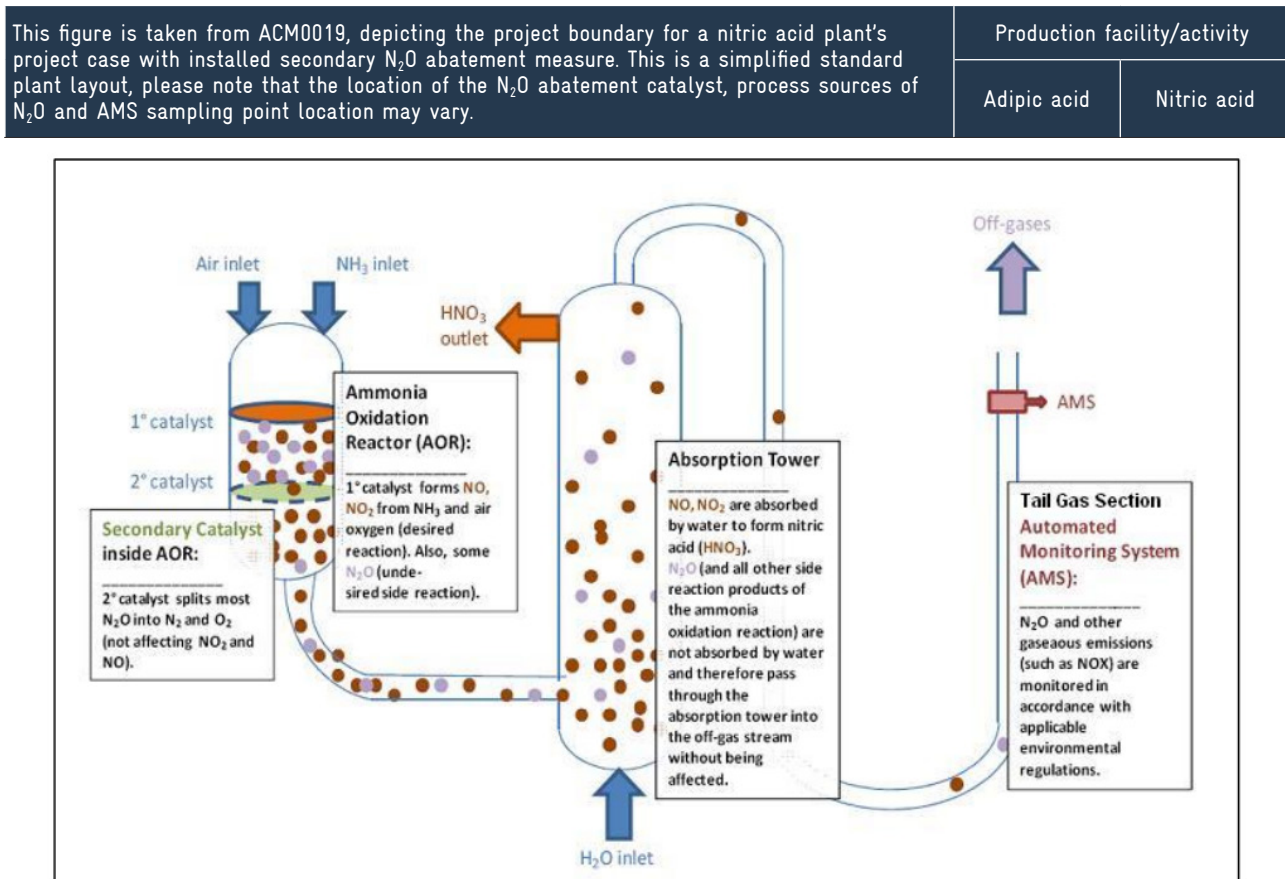 This figure is taken from ACM0019, depicting the project boundary for a nitric acid plant's
project case with installed secondary N₂O abatement measure. This is a simplified standard
plant layout, please note that the location of the N₂O abatement catalyst, process sources of
N₂O and AMS sampling point location may vary.
Production facility/activity
Adipic acid
Nitric acid
Air inlet
NH₃ inlet
1° catalyst
2° catalyst
Secondary Catalyst
inside AOR:
2° catalyst splits most
N₂O into N₂ and O₂
(not affecting NO₂ and
NO).
Ammonia
Oxidation
Reactor (AOR):
1° catalyst forms NO,
NO₂ from NH₃ and air
oxygen (desired
reaction). Also, some
N₂O (unde-
sired side reaction).
HNO₃
outlet
Absorption Tower
NO, NO₂ are absorbed
by water to form nitric
acid (HNO₃).
N₂O (and all other side
reaction products of
the ammonia
oxidation reaction) are
not absorbed by water
and therefore pass
through the
absorption tower into
the off-gas stream
without being
affected.
H₂O inlet
Off-gases
AMS
Tail Gas Section
Automated
Monitoring System
(AMS):
N₂O and other
gaseaous emissions
(such as NOX) are
monitored in
accordance with
applicable
environmental
regulations.